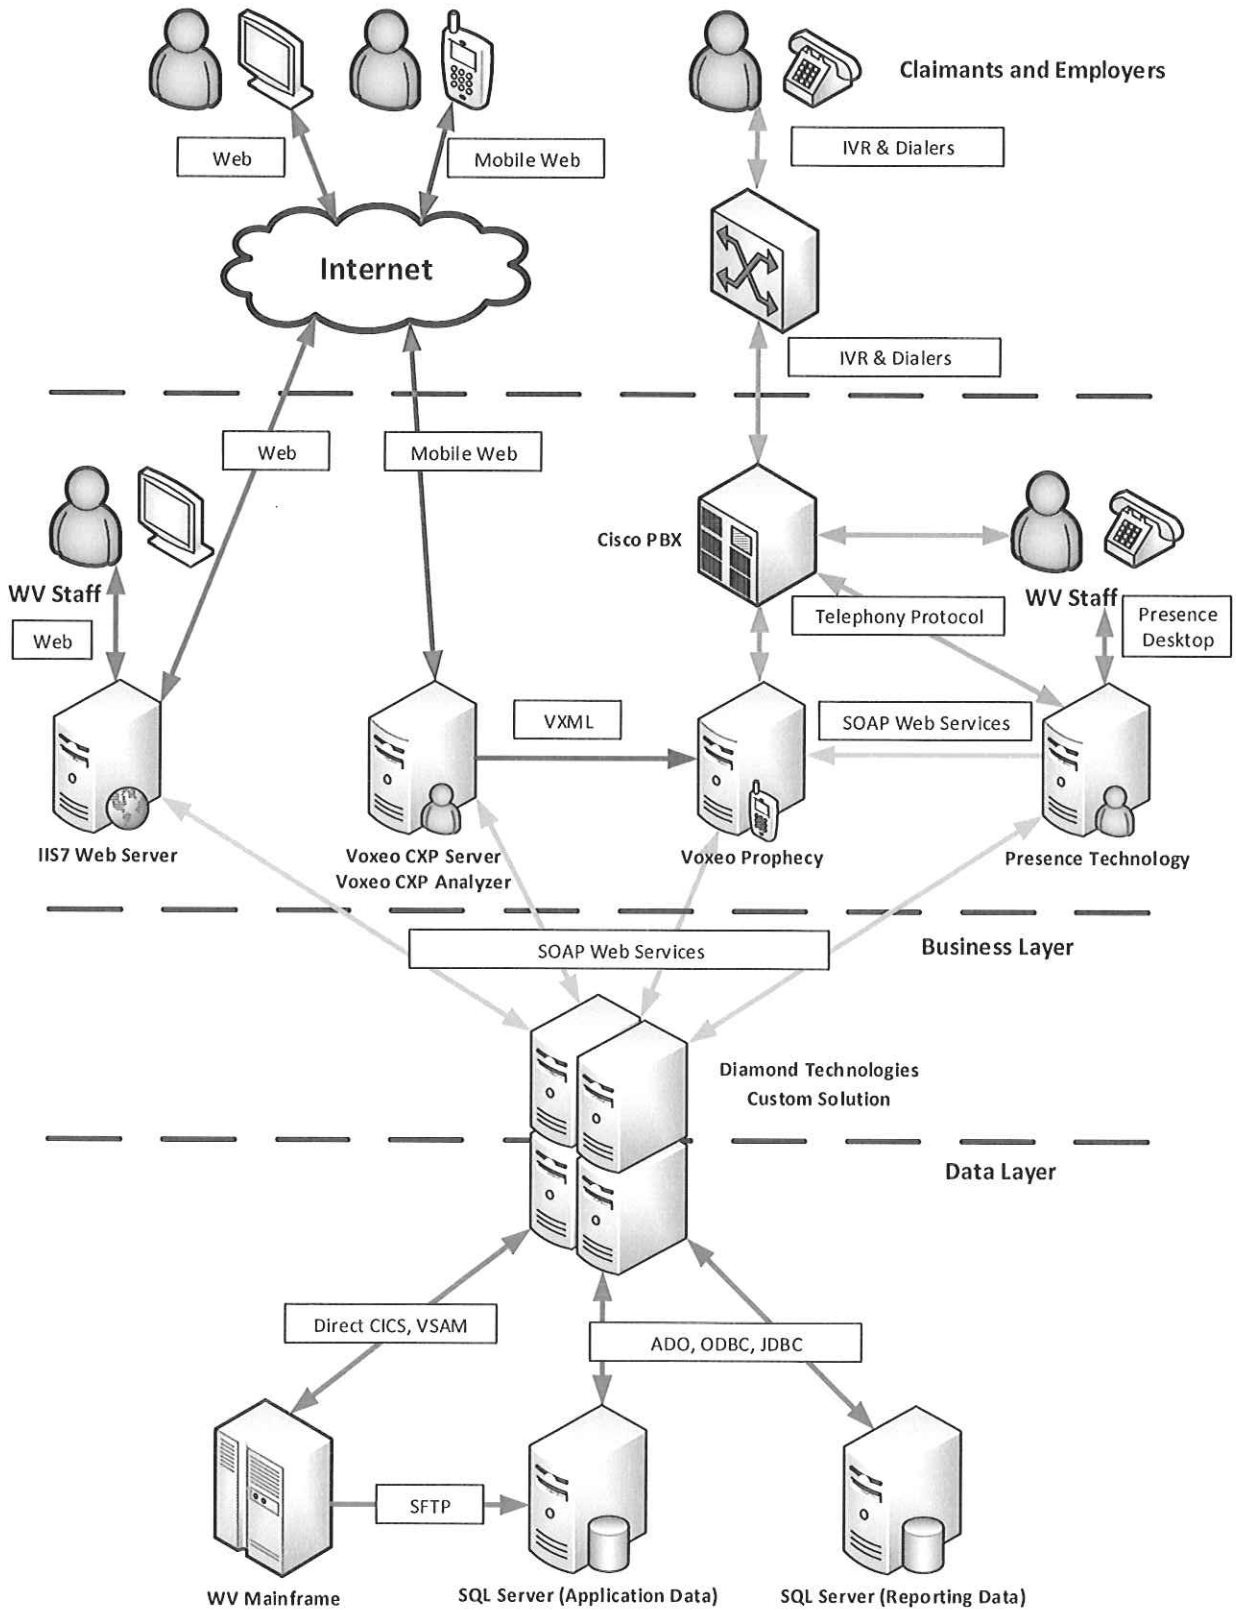 Claimants and Employers
Web
Mobile Web
IVR & Dialers
Internet
IVR & Dialers
Web
Mobile Web
Cisco PBX
WV Staff
WV Staff
Web
Telephony Protocol
Presence
Desktop
VXML
SOAP Web Services
IIS7 Web Server
Voxeo CXP Server
Voxeo CXP Analyzer
Voxeo Prophecy
Presence Technology
SOAP Web Services
Business Layer
Diamond Technologies
Custom Solution
Data Layer
Direct CICS, VSAM
ADO, ODBC, JDBC
SFTP
WV Mainframe
SQL Server (Application Data)
SQL Server (Reporting Data)